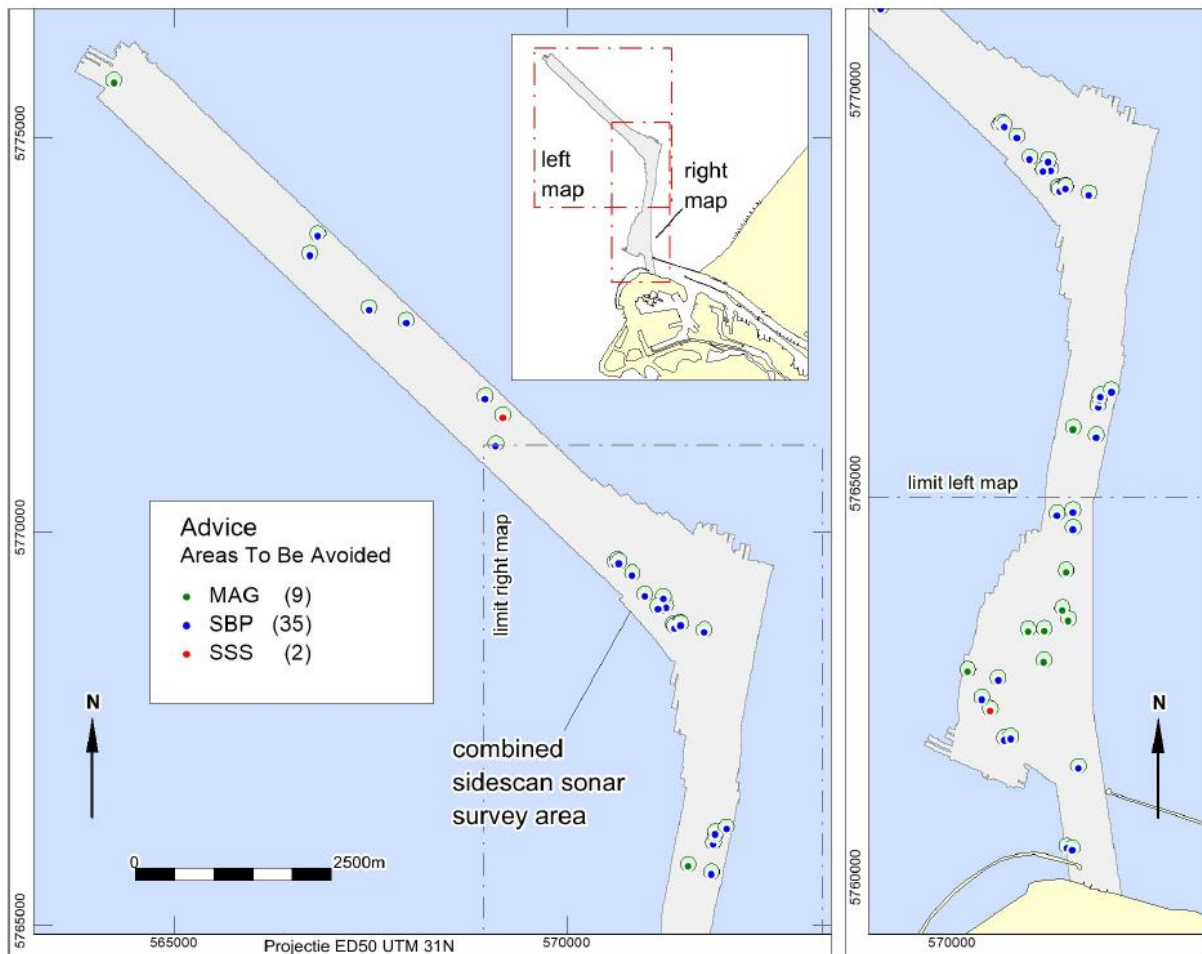 5775000
5770000
5765000
565000
570000
Projectie ED50 UTM 31N
left
map
right
map
Advice
Areas To Be Avoided
MAG (9)
SBP (35)
SSS (2)
limit right map
N
combined
sidescan sonar
survey area
0
2500m
5770000
5765000
5760000
570000
limit left map
N